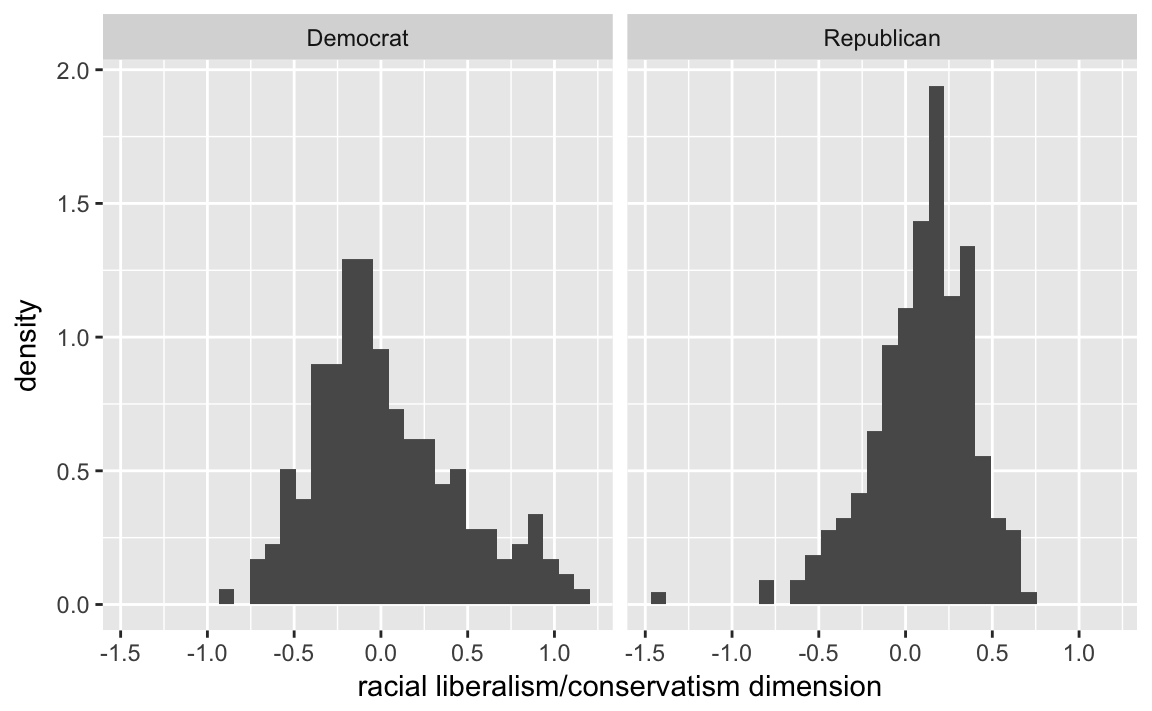 Democrat Republican
2.0
1.5
1.0
0.5
0.0
-1.5 -1.0 -0.5 0.0 0.5 1.0 -1.5 -1.0 -0.5 0.0 0.5 1.0
density
racial liberalism/conservatism dimension